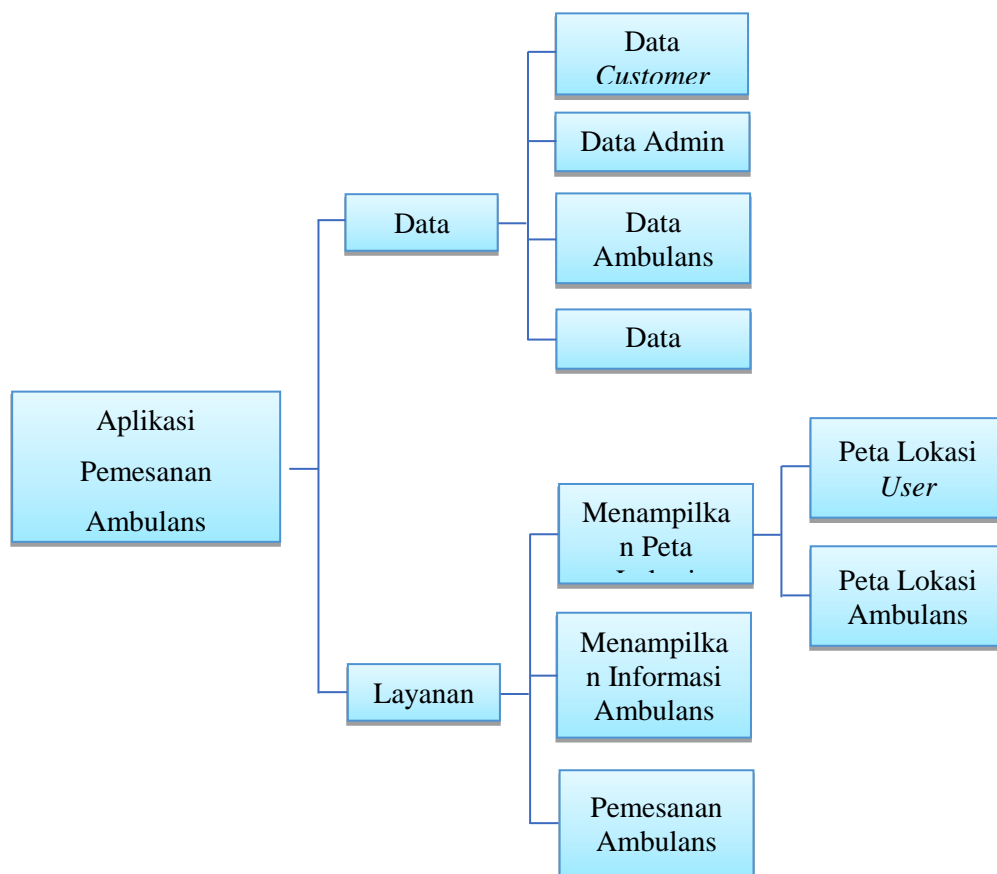 Data
Customer
Data Admin
Data
Data
Ambulans
Data
Aplikasi
Pemesanan
Ambulans
Peta Lokasi
User
Menampilka
n Peta
Peta Lokasi
Ambulans
Menampilka
n Informasi
Ambulans
Layanan
Pemesanan
Ambulans